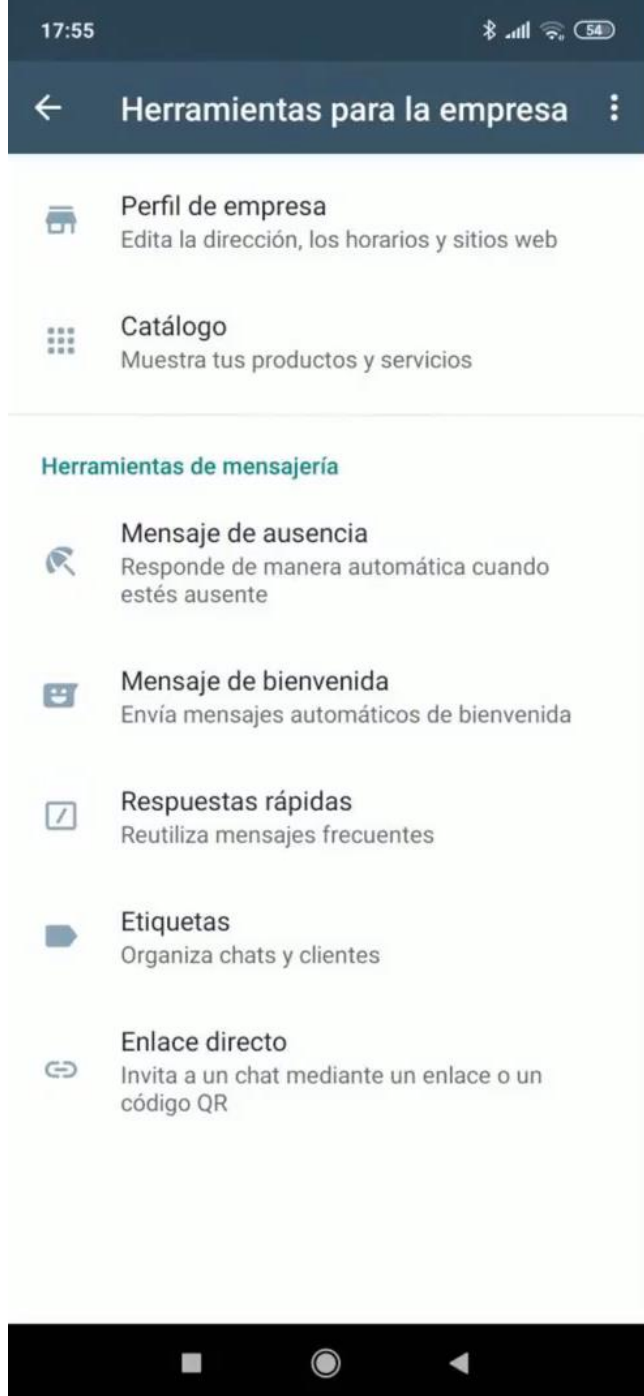 17:55
54
Herramientas para la empresa
Perfil de empresa
Edita la dirección, los horarios y sitios web
Catálogo
Muestra tus productos y servicios
Herramientas de mensajería
Mensaje de ausencia
Responde de manera automática cuando
estés ausente
Mensaje de bienvenida
Envía mensajes automáticos de bienvenida
Respuestas rápidas
Reutiliza mensajes frecuentes
Etiquetas
Organiza chats y clientes
Enlace directo
Invita a un chat mediante un enlace o un
código QR